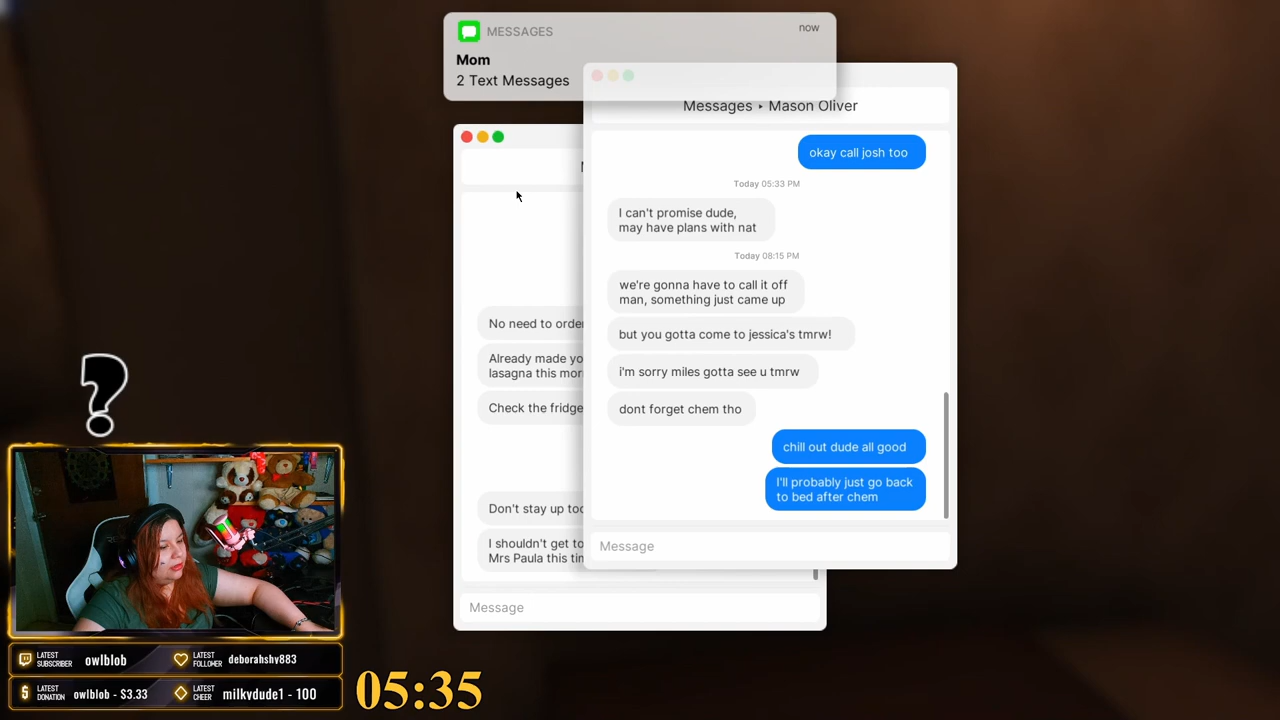 MESSAGES
now
Mom
2 Text Messages
Messages ▸ Mason Oliver
okay call josh too
Today 05:33 PM
I can't promise dude,
may have plans with nat
Today 08:15 PM
we're gonna have to call it off
man, something just came up
but you gotta come to jessica's tmrw!
i'm sorry miles gotta see u tmrw
dont forget chem tho
chill out dude all good
I'll probably just go back
to bed after chem
Message
No need to orde
Already made yo
lasagna this mor
Check the fridge
Don't stay up too
I shouldn't get to
Mrs Paula this tim
Message
?
LATEST
SUBSCRIBER
owlblob
LATEST
FOLLOWER
deborahshy883
LATEST
DONATION
owlblob - $3.33
LATEST
CHEER
milkydude1 - 100
05:35